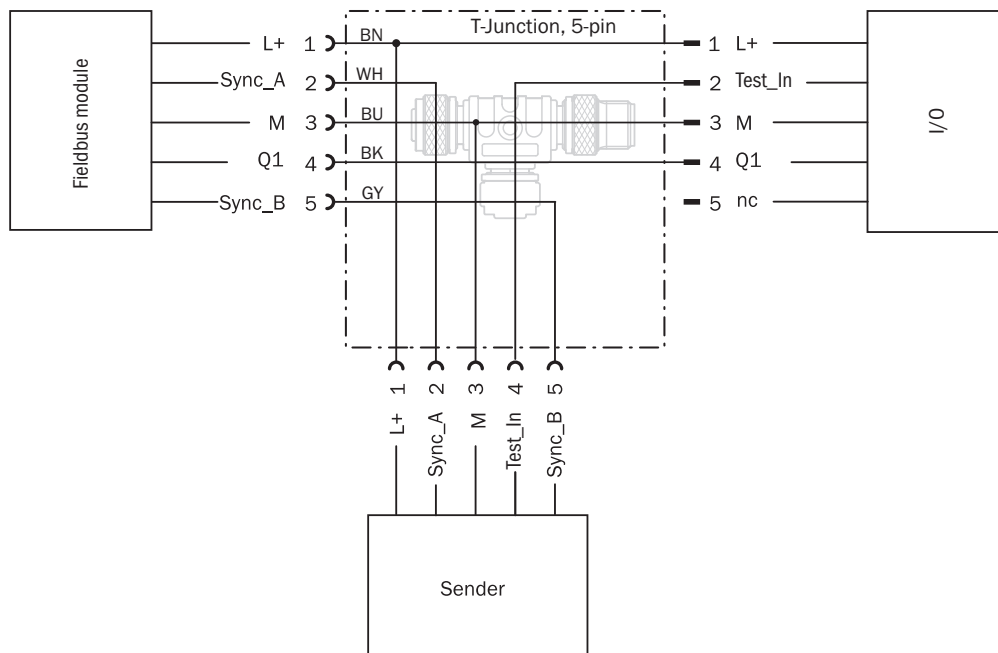 T-Junction, 5-pin
L+ 1 BN 1 L+
Sync_A 2 WH 2 Test_In
M 3 BU 3 M
Q1 4 BK 4 Q1
Sync_B 5 GY 5 nc
Fieldbus module
I/O
1 2 3 4 5
L+ Sync_A M Test_In Sync_B
Sender